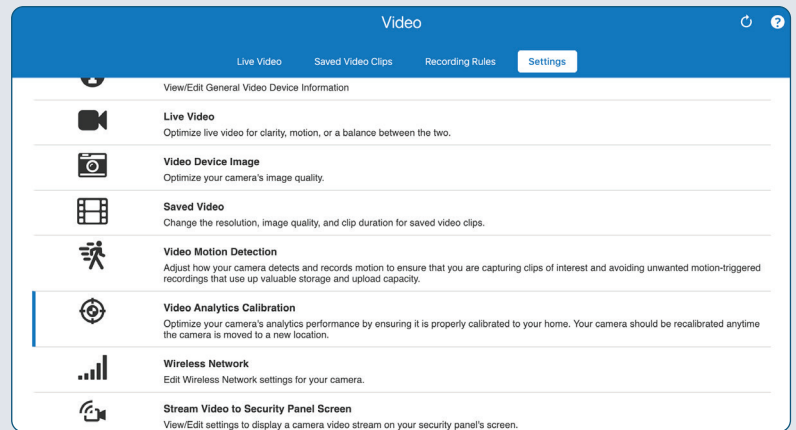 Video
?
Live Video
Saved Video Clips
Recording Rules
Settings
View/Edit General Video Device Information
Live Video
Optimize live video for clarity, motion, or a balance between the two.
Video Device Image
Optimize your camera's image quality.
Saved Video
Change the resolution, image quality, and clip duration for saved video clips.
Video Motion Detection
Adjust how your camera detects and records motion to ensure that you are capturing clips of interest and avoiding unwanted motion-triggered
recordings that use up valuable storage and upload capacity.
Video Analytics Calibration
Optimize your camera's analytics performance by ensuring it is properly calibrated to your home. Your camera should be recalibrated anytime
the camera is moved to a new location.
Wireless Network
Edit Wireless Network settings for your camera.
Stream Video to Security Panel Screen
View/Edit settings to display a camera video stream on your security panel's screen.